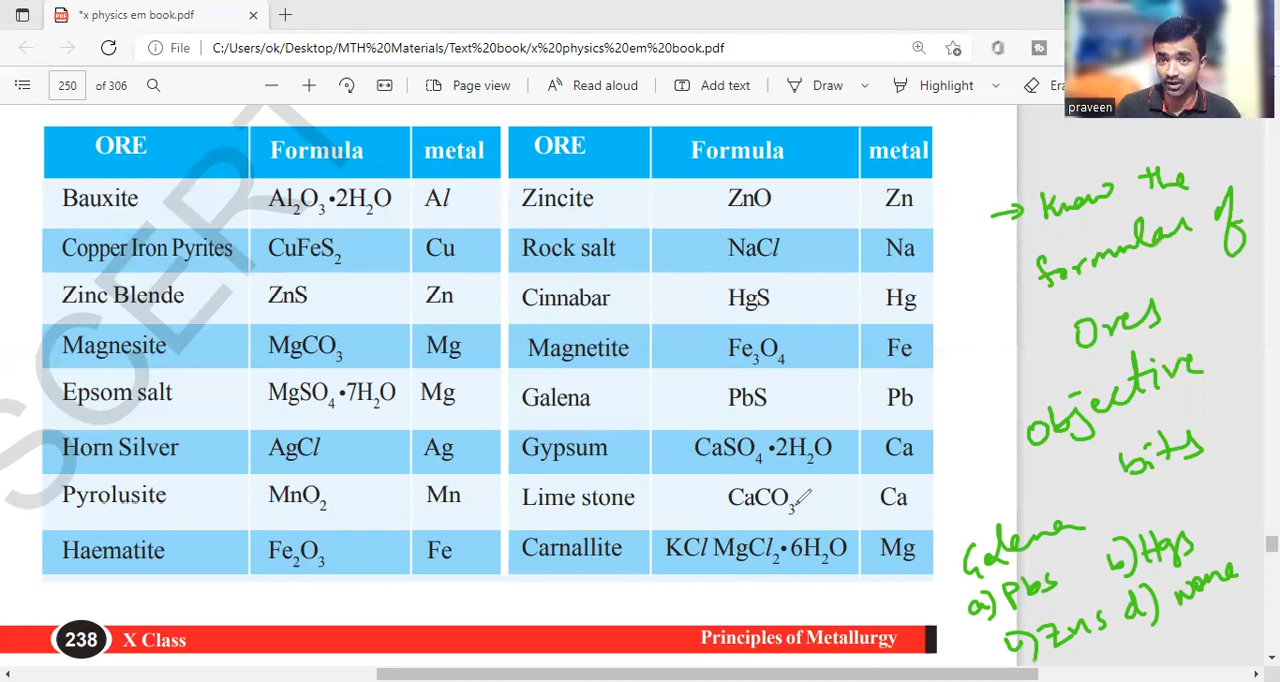 *x physics em book.pdf
File C:/Users/ok/Desktop/MTH%20Materials/Text%20book/x%20physics%20em%20book.pdf
250 of 306 Page view Read aloud Add text Draw Highlight Era
praveen
SCERT
ORE Formula metal ORE Formula metal
Bauxite Al₂O₃•2H₂O Al Zincite ZnO Zn
Copper Iron Pyrites CuFeS₂ Cu Rock salt NaCl Na
Zinc Blende ZnS Zn Cinnabar HgS Hg
Magnesite MgCO₃ Mg Magnetite Fe₃O₄ Fe
Epsom salt MgSO₄•7H₂O Mg Galena PbS Pb
Horn Silver AgCl Ag Gypsum CaSO₄•2H₂O Ca
Pyrolusite MnO₂ Mn Lime stone CaCO₃ Ca
Haematite Fe₂O₃ Fe Carnallite KCl MgCl₂•6H₂O Mg
238 X Class Principles of Metallurgy
→ Know the
formular of
Ores
objective
bits
Galena
a) Pbs b) Hgs
c) Zns d) None